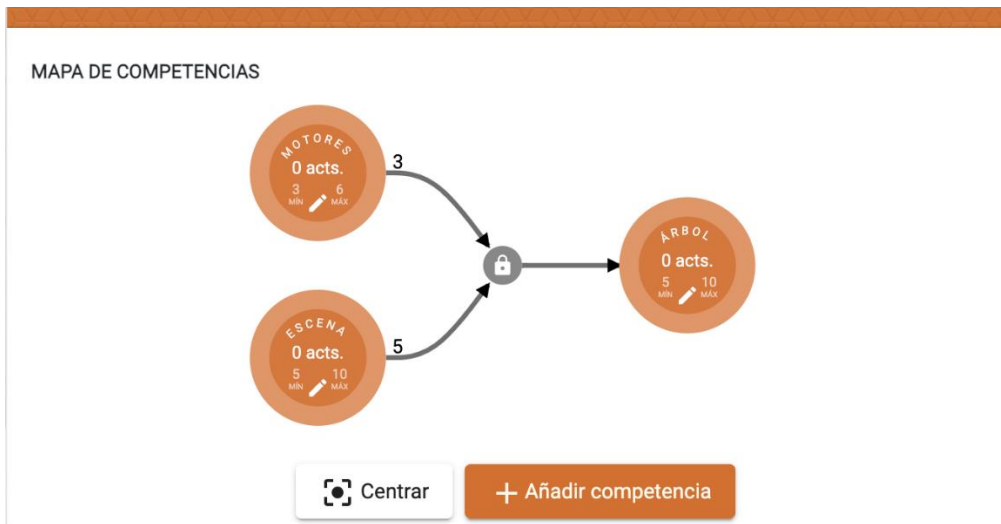 MAPA DE COMPETENCIAS
MOTORES
0 acts.
3 6
MÍN MÁX
3
ÁRBOL
0 acts.
5 10
MÍN MÁX
ESCENA
0 acts.
5 10
MÍN MÁX
5
Centrar
+ Añadir competencia